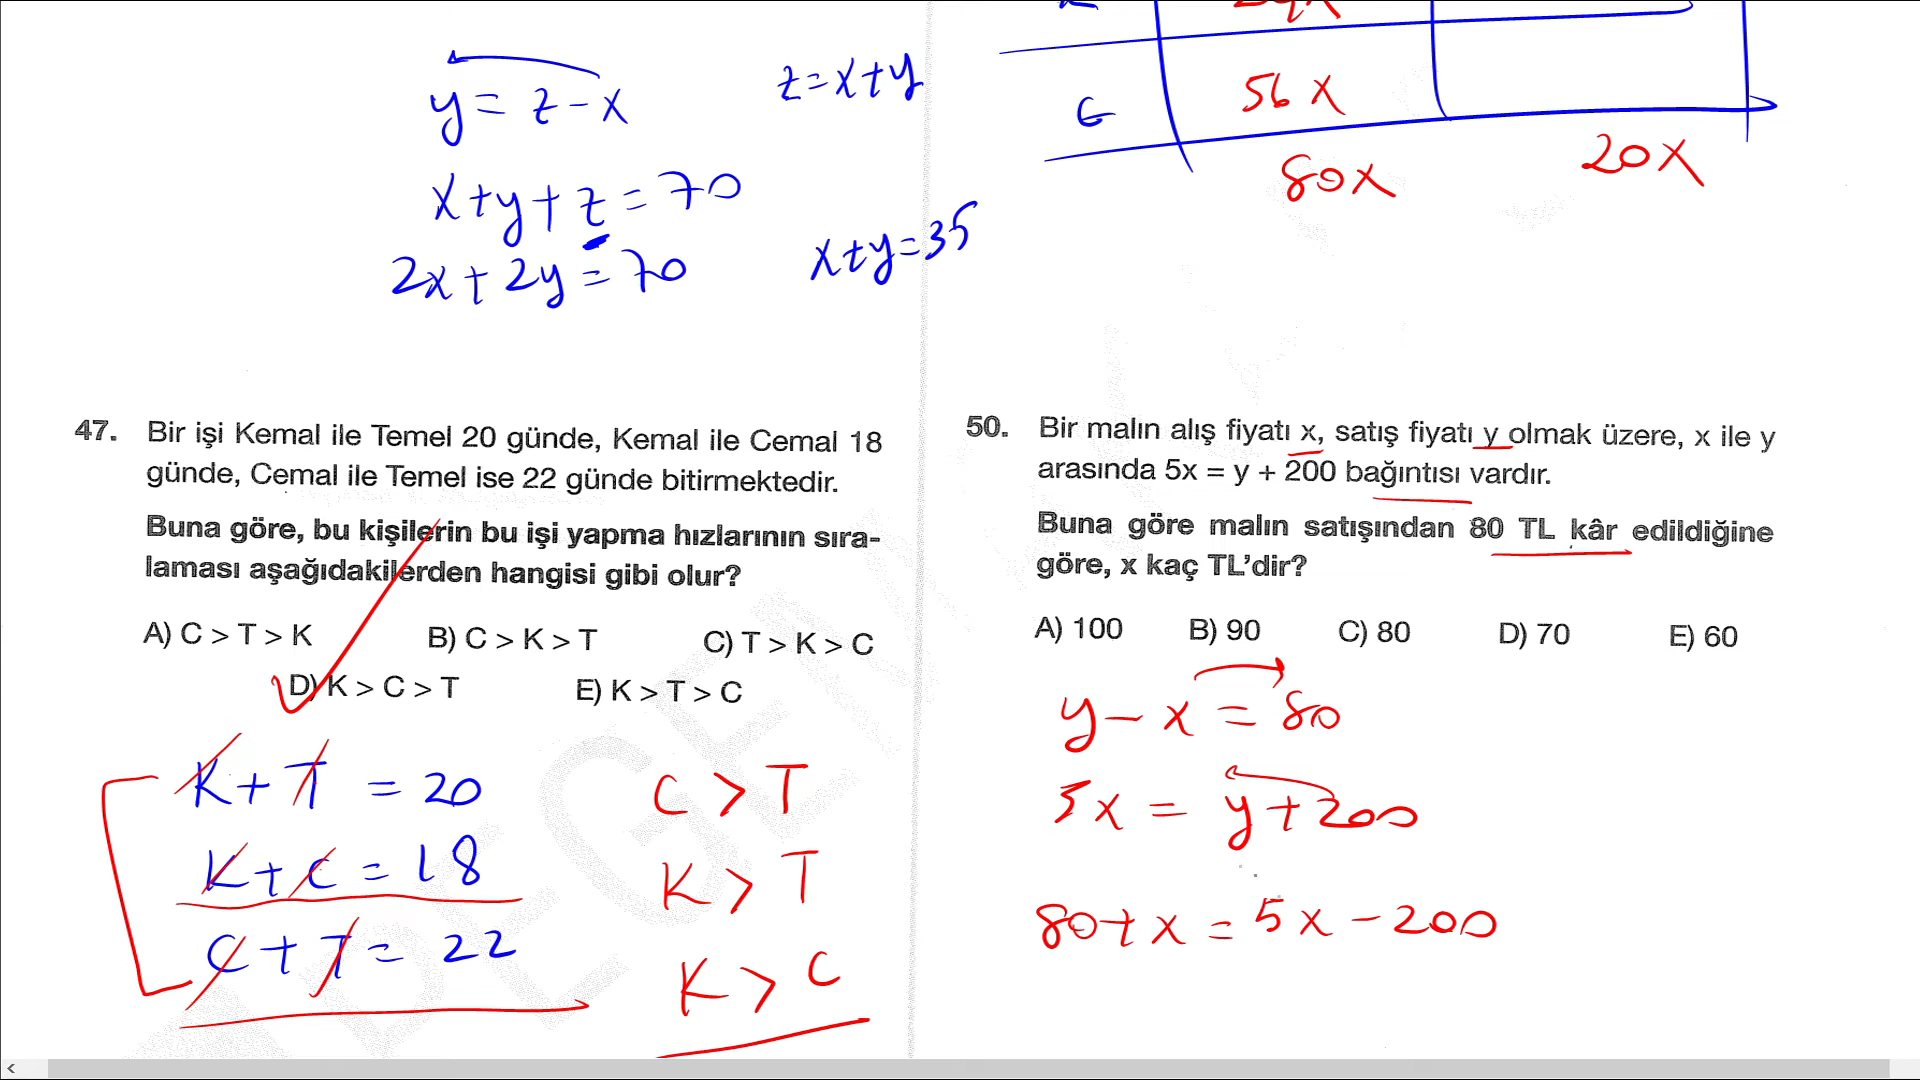 y = z - x
z = x + y
x + y + z = 70
2x + 2y = 70
x + y = 35
47. Bir işi Kemal ile Temel 20 günde, Kemal ile Cemal 18
günde, Cemal ile Temel ise 22 günde bitirmektedir.
Buna göre, bu kişilerin bu işi yapma hızlarının sıra-
laması aşağıdakilerden hangisi gibi olur?
A) C > T > K B) C > K > T C) T > K > C
D) K > C > T E) K > T > C
K + T = 20
K + C = 18
C + T = 22
C > T
K > T
K > C
56x
80x 20x
50. Bir malın alış fiyatı x, satış fiyatı y olmak üzere, x ile y
arasında 5x = y + 200 bağıntısı vardır.
Buna göre malın satışından 80 TL kâr edildiğine
göre, x kaç TL'dir?
A) 100 B) 90 C) 80 D) 70 E) 60
y - x = 80
5x = y + 200
80 + x = 5x - 200